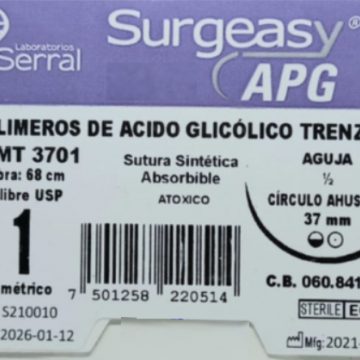 Laboratorios
Serral
Surgeasy®
APG
LIMEROS DE ACIDO GLICÓLICO TRENZ
MT 3701
bra: 68 cm
libre USP
1
métrico
S210010
2026-01-12
Sutura Sintética
Absorbible
ATOXICO
7 501258 220514
AGUJA
½
CÍRCULO AHUS
37 mm
C.B. 060.841
STERILE E
Mfg: 2021